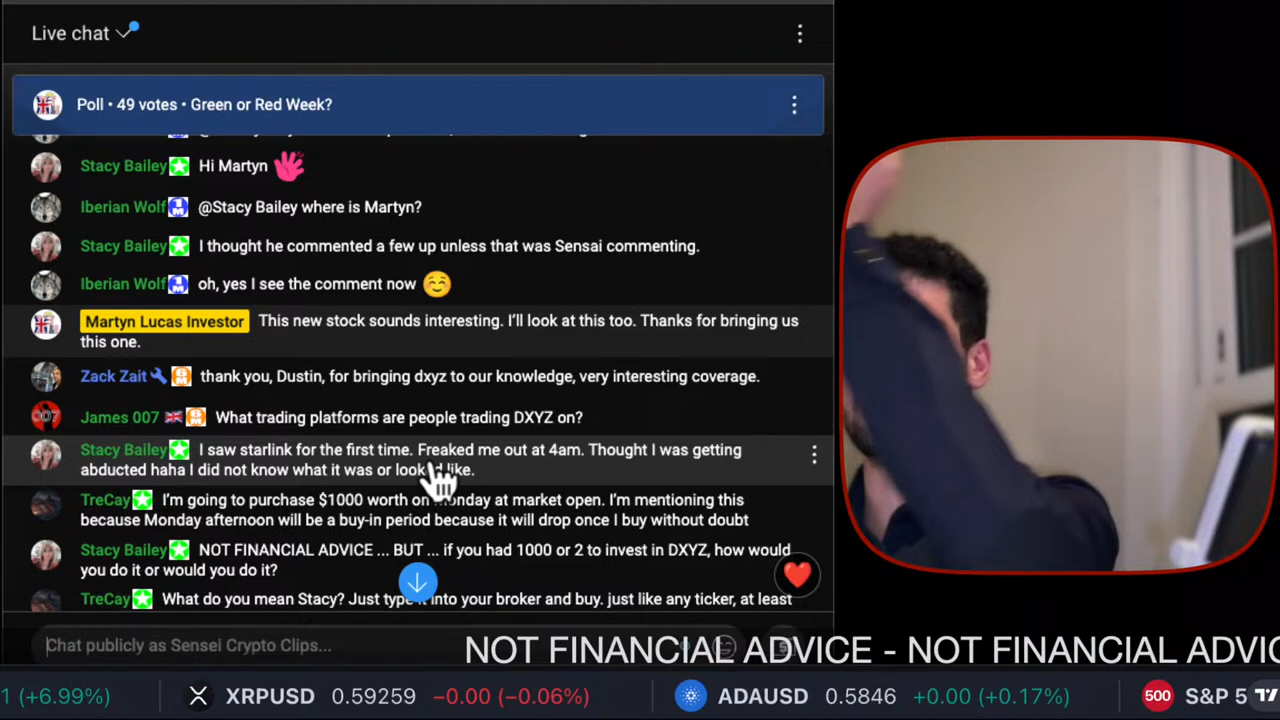 Live chat
Poll • 49 votes • Green or Red Week?
Stacy Bailey Hi Martyn
Iberian Wolf @Stacy Bailey where is Martyn?
Stacy Bailey I thought he commented a few up unless that was Sensai commenting.
Iberian Wolf oh, yes I see the comment now
Martyn Lucas Investor This new stock sounds interesting. I'll look at this too. Thanks for bringing us
this one.
Zack Zait thank you, Dustin, for bringing dxyz to our knowledge, very interesting coverage.
James 007 What trading platforms are people trading DXYZ on?
Stacy Bailey I saw starlink for the first time. Freaked me out at 4am. Thought I was getting
abducted haha I did not know what it was or looked like.
TreCay I'm going to purchase $1000 worth on Monday at market open. I'm mentioning this
because Monday afternoon will be a buy-in period because it will drop once I buy without doubt
Stacy Bailey NOT FINANCIAL ADVICE ... BUT ... if you had 1000 or 2 to invest in DXYZ, how would
you do it or would you do it?
TreCay What do you mean Stacy? Just type it into your broker and buy. just like any ticker, at least
Chat publicly as Sensei Crypto Clips...
NOT FINANCIAL ADVICE - NOT FINANCIAL ADVIC
1 (+6.99%) XRPUSD 0.59259 −0.00 (−0.06%) ADAUSD 0.5846 +0.00 (+0.17%) 500 S&P 5